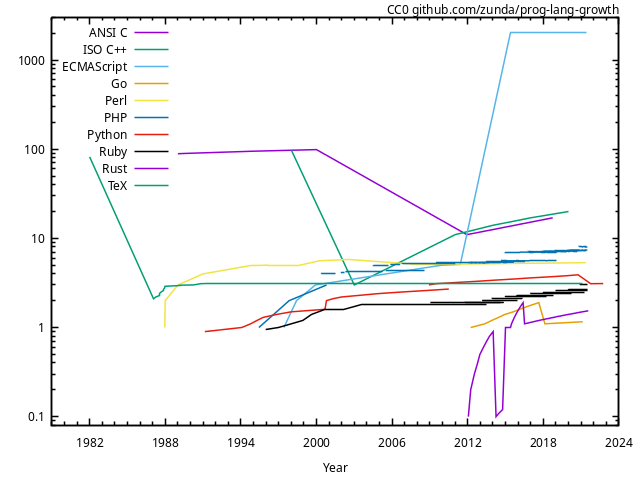 CC0 github.com/zunda/prog-lang-growth
ANSI C
ISO C++
ECMAScript
Go
Perl
PHP
Python
Ruby
Rust
TeX
1000
100
10
1
0.1
1982 1988 1994 2000 2006 2012 2018 2024
Year